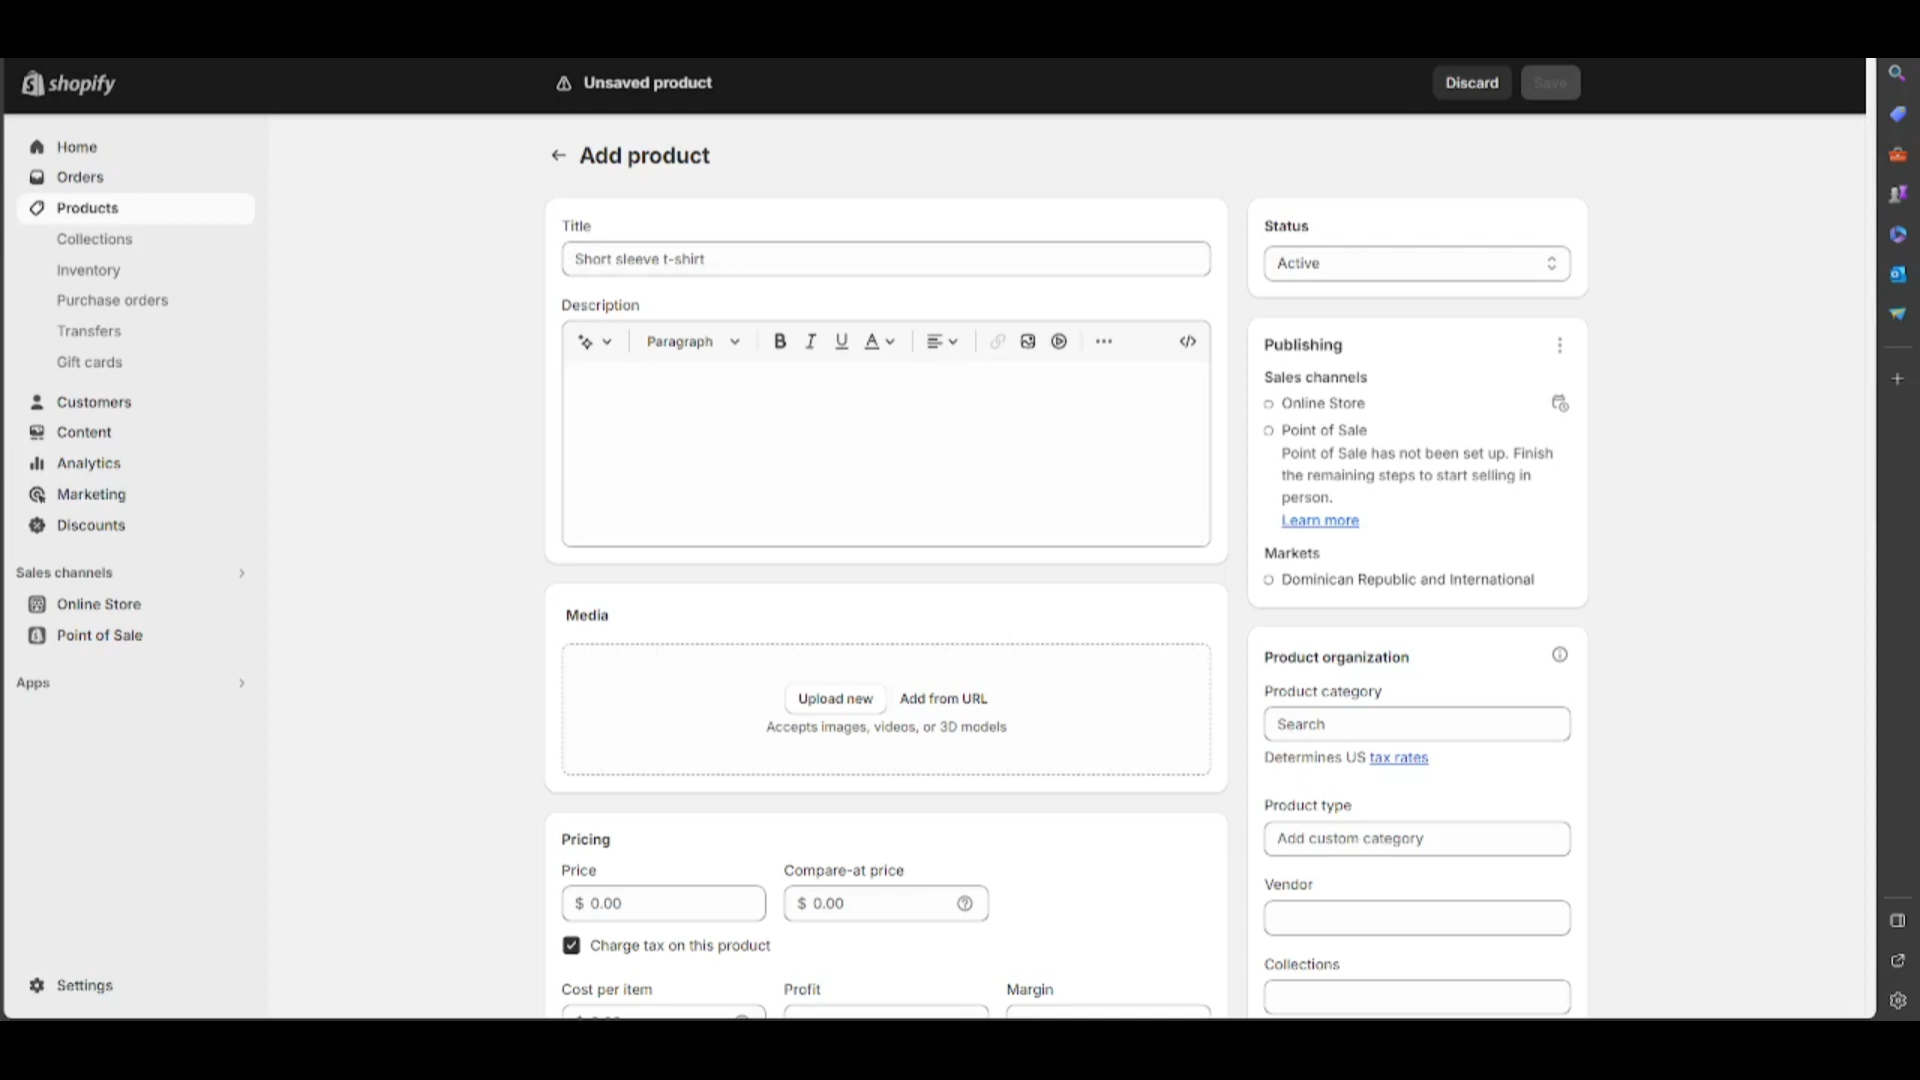 shopify
Unsaved product
Discard
Save
Home
Orders
Products
Collections
Inventory
Purchase orders
Transfers
Gift cards
Customers
Content
Analytics
Marketing
Discounts
Sales channels
Online Store
Point of Sale
Apps
Settings
Add product
Title
Short sleeve t-shirt
Description
Paragraph
Media
Upload new
Add from URL
Accepts images, videos, or 3D models
Pricing
Price
Compare-at price
$ 0.00
$ 0.00
Charge tax on this product
Cost per item
Profit
Margin
Status
Active
Publishing
Sales channels
Online Store
Point of Sale
Point of Sale has not been set up. Finish
the remaining steps to start selling in
person.
Learn more
Markets
Dominican Republic and International
Product organization
Product category
Search
Determines US tax rates
Product type
Add custom category
Vendor
Collections